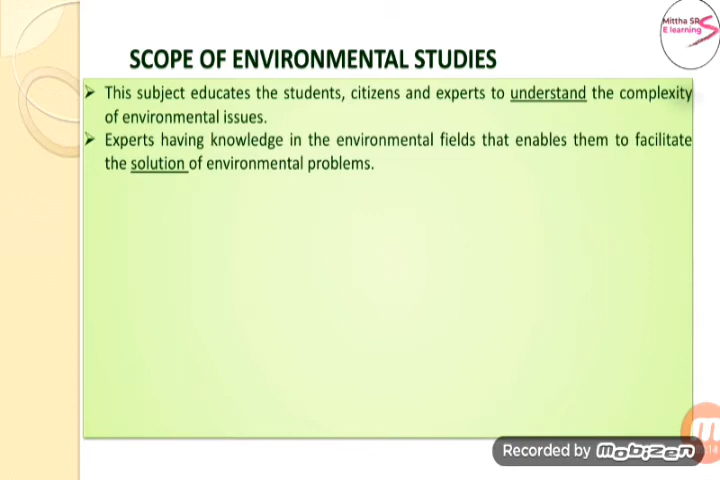 Mittha SR
E learning
SCOPE OF ENVIRONMENTAL STUDIES
➢ This subject educates the students, citizens and experts to understand the complexity
of environmental issues.
➢ Experts having knowledge in the environmental fields that enables them to facilitate
the solution of environmental problems.
Recorded by Mobizen